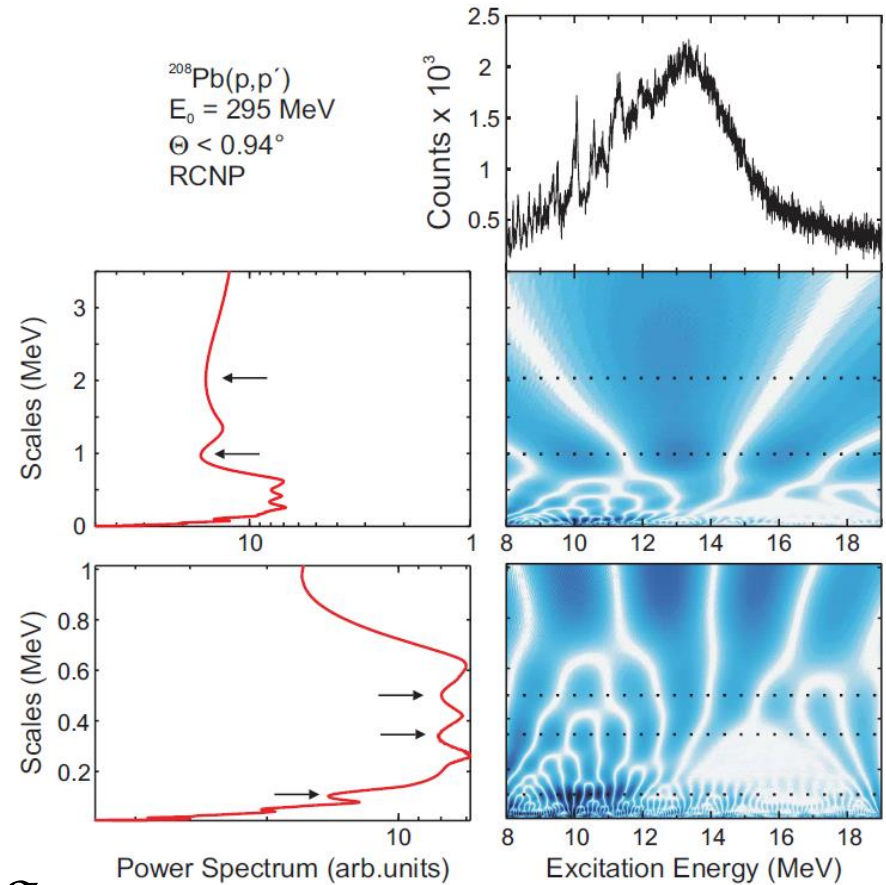 ²⁰⁸Pb(p,p´)
E₀ = 295 MeV
Θ < 0.94°
RCNP
Counts x 10³
2.5
2
1.5
1
0.5
Scales (MeV)
3
2
1
0
10
1
8 10 12 14 16 18
Scales (MeV)
1
0.8
0.6
0.4
0.2
10
8 10 12 14 16 18
Power Spectrum (arb.units)
Excitation Energy (MeV)